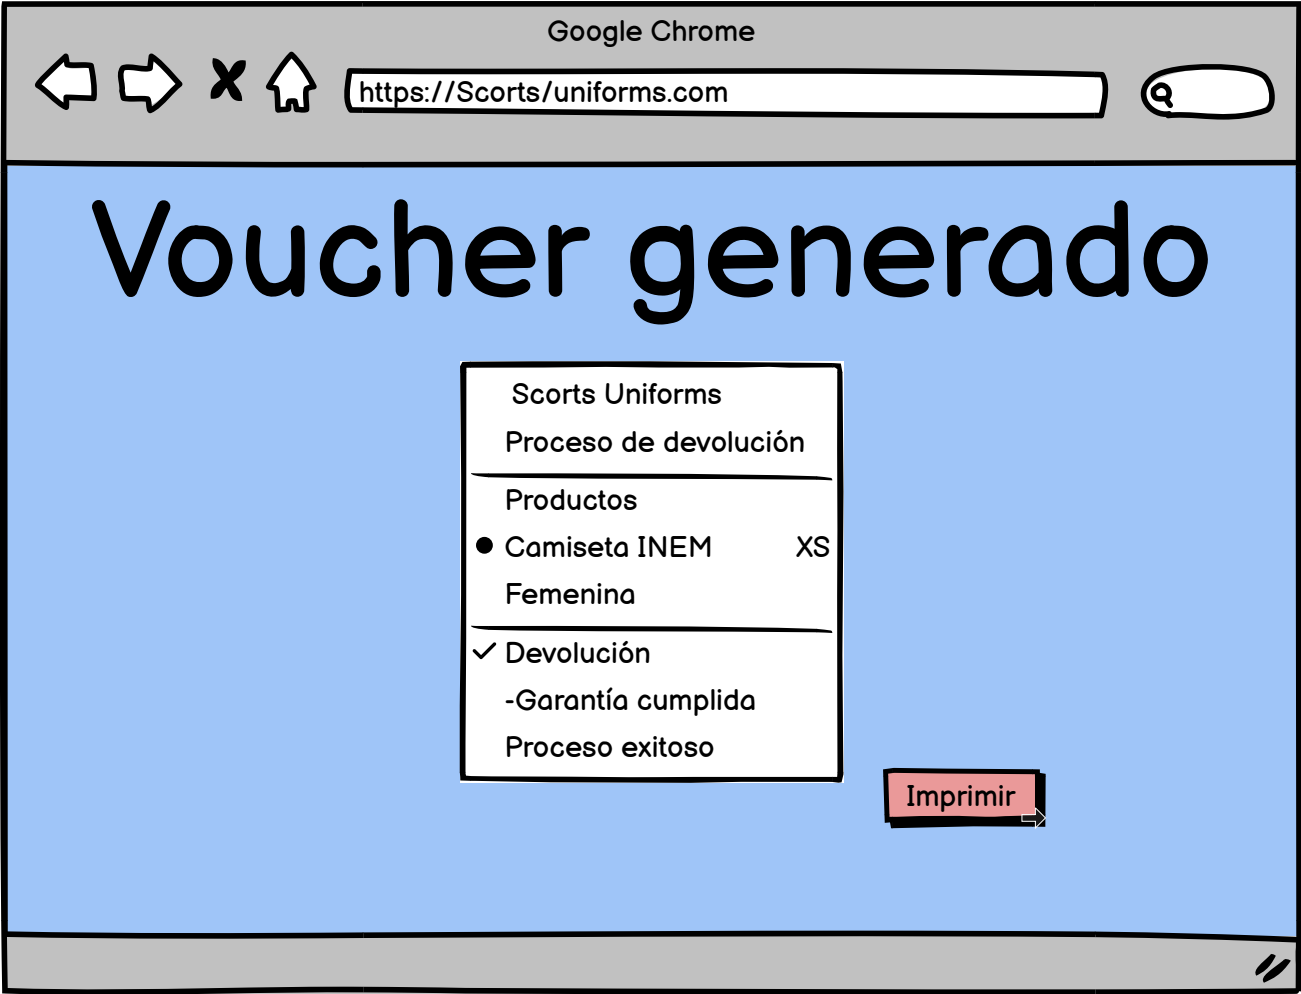 Google Chrome
https://Scorts/uniforms.com
Voucher generado
Scorts Uniforms
Proceso de devolución
Productos
Camiseta INEM XS
Femenina
Devolución
-Garantía cumplida
Proceso exitoso
Imprimir